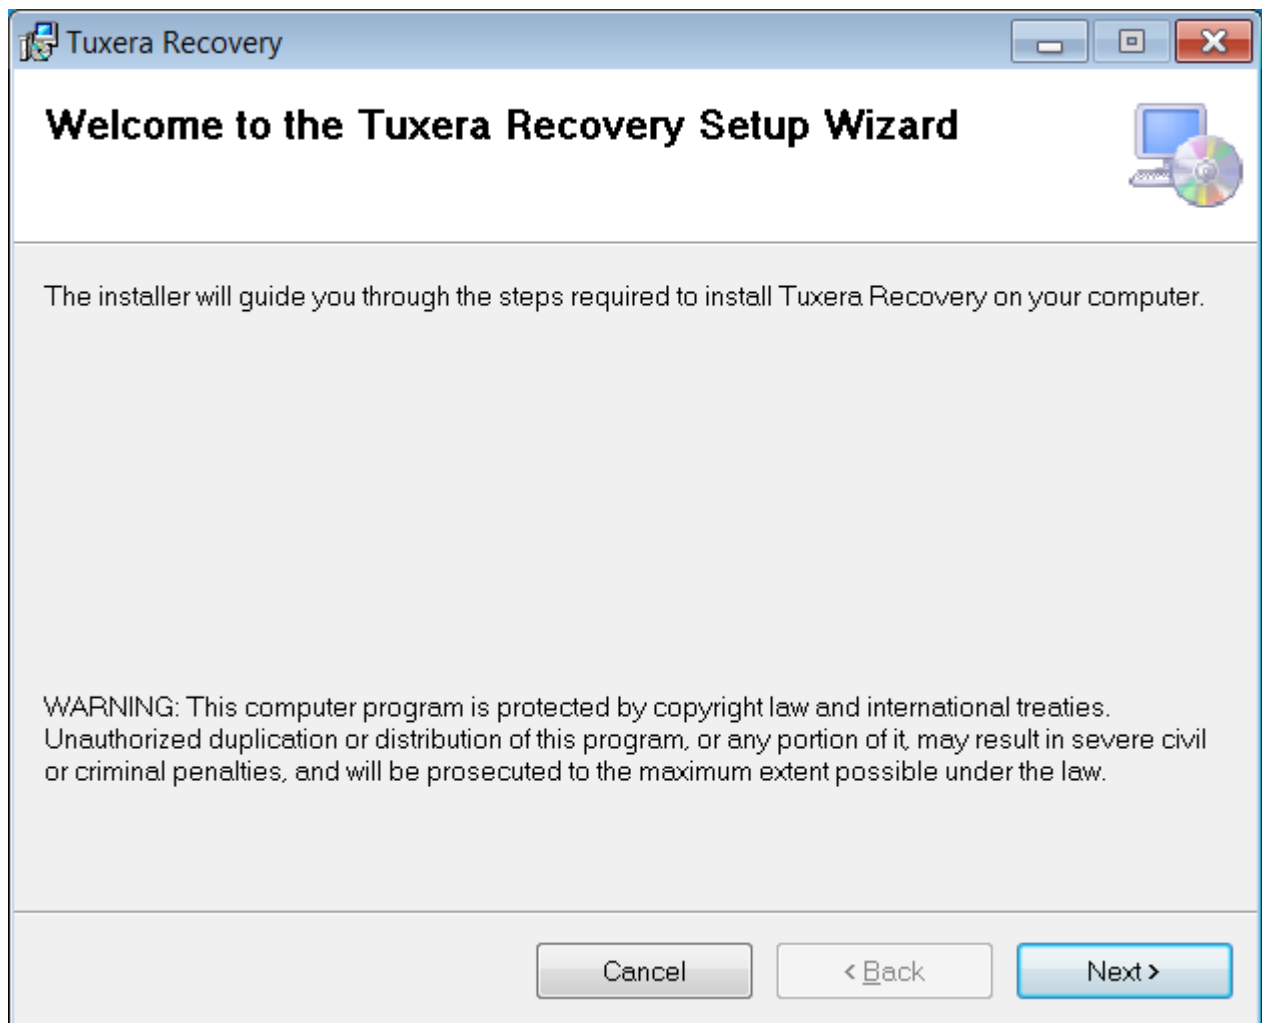 Tuxera Recovery
Welcome to the Tuxera Recovery Setup Wizard
The installer will guide you through the steps required to install Tuxera Recovery on your computer.
WARNING: This computer program is protected by copyright law and international treaties.
Unauthorized duplication or distribution of this program, or any portion of it, may result in severe civil
or criminal penalties, and will be prosecuted to the maximum extent possible under the law.
Cancel
< Back
Next >